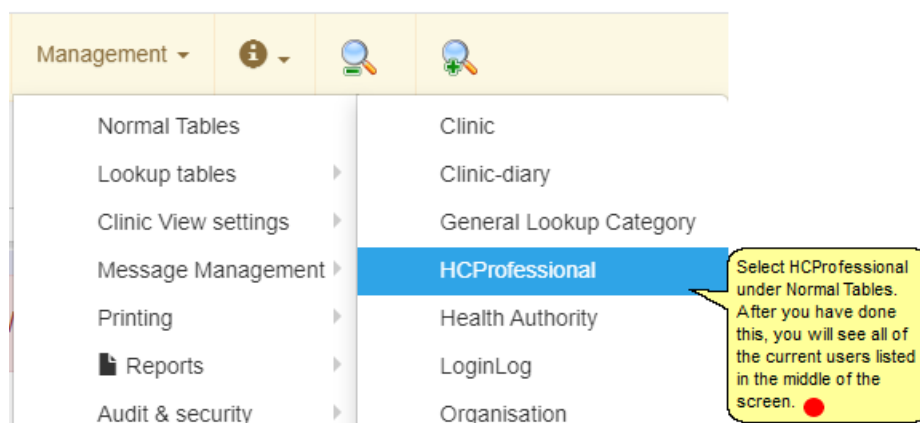 Management
Normal Tables
Lookup tables
Clinic View settings
Message Management
Printing
Reports
Audit & security
Clinic
Clinic-diary
General Lookup Category
HCProfessional
Health Authority
LoginLog
Organisation
Select HCProfessional
under Normal Tables.
After you have done
this, you will see all of
the current users listed
in the middle of the
screen.